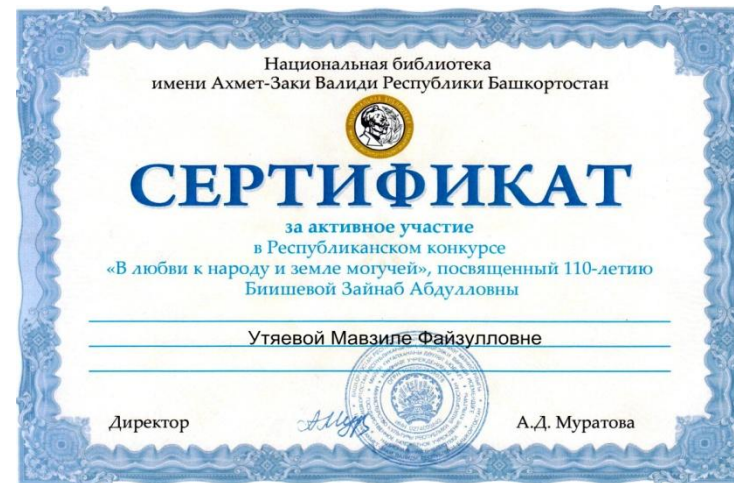 Национальная библиотека
имени Ахмет-Заки Валиди Республики Башкортостан
СЕРТИФИКАТ
за активное участие
в Республиканском конкурсе
«В любви к народу и земле могучей», посвященный 110-летию
Биишевой Зайнаб Абдулловны
Утяевой Мавзиле Файзулловне
Директор
А.Д. Муратова